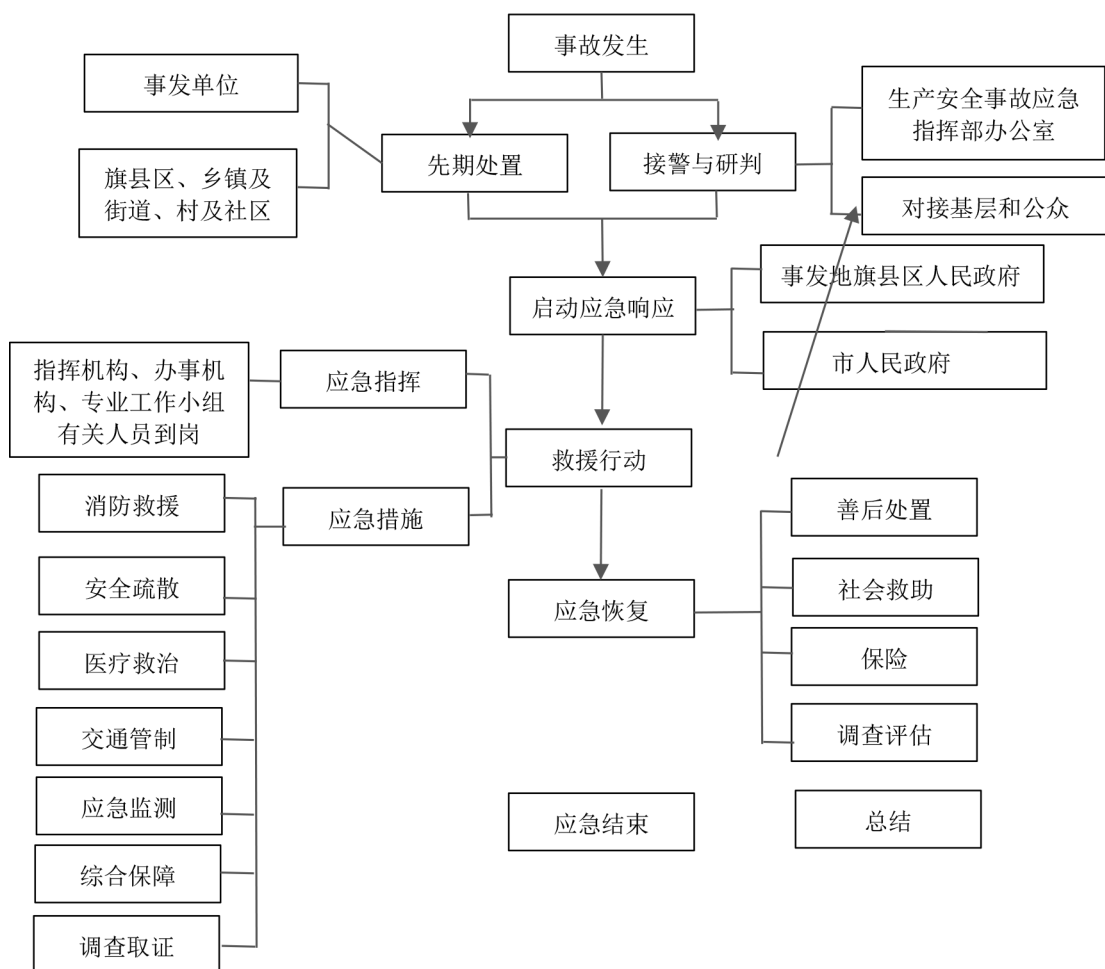 事故发生
事发单位
生产安全事故应急
指挥部办公室
先期处置
接警与研判
旗县区、乡镇及
街道、村及社区
对接基层和公众
启动应急响应
事发地旗县区人民政府
市人民政府
指挥机构、办事机
构、专业工作小组
有关人员到岗
应急指挥
救援行动
消防救援
应急措施
善后处置
安全疏散
应急恢复
社会救助
医疗救治
保险
交通管制
调查评估
应急监测
应急结束
总结
综合保障
调查取证